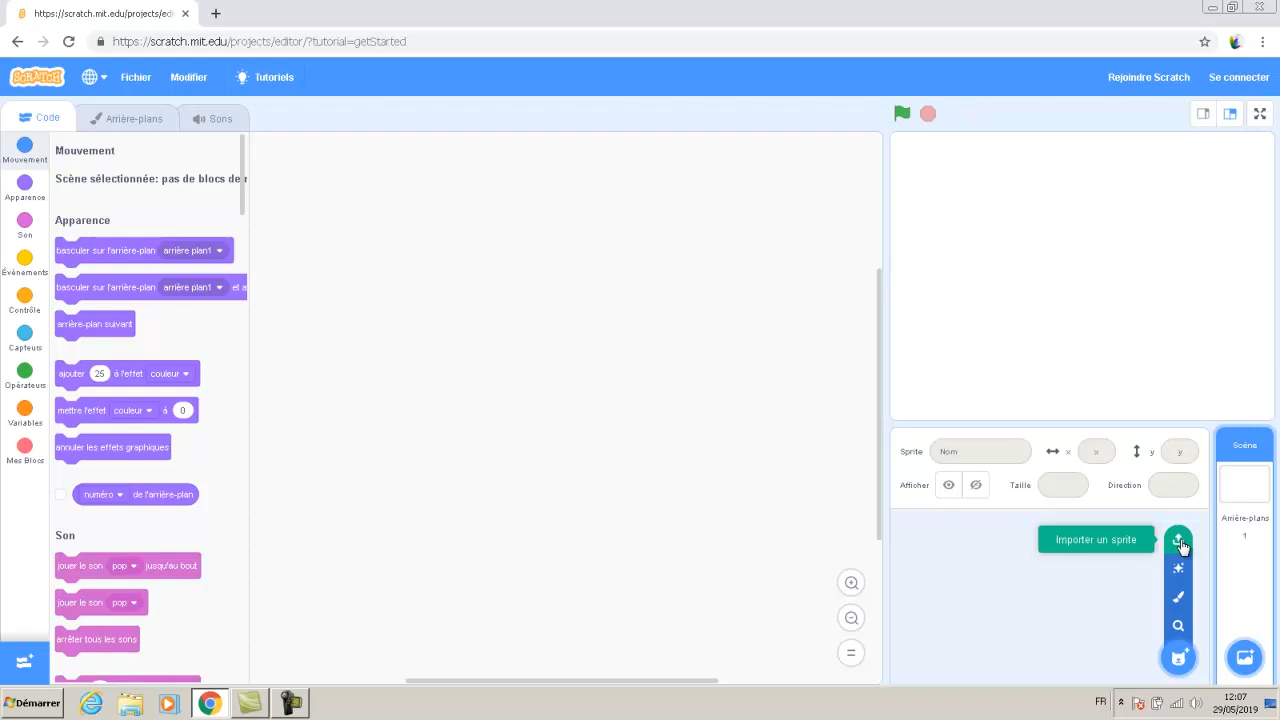 https://scratch.mit.edu/projects/edi
https://scratch.mit.edu/projects/editor/?tutorial=getStarted
SCRATCH Fichier Modifier Tutoriels Rejoindre Scratch Se connecter
Code Arrière-plans Sons
Mouvement
Apparence
Son
Événements
Contrôle
Capteurs
Opérateurs
Variables
Mes Blocs
Mouvement
Scène sélectionnée: pas de blocs de
Apparence
basculer sur l'arrière-plan arrière plan1
basculer sur l'arrière-plan arrière plan1 et
arrière-plan suivant
ajouter 25 à l'effet couleur
mettre l'effet couleur à 0
annuler les effets graphiques
numéro de l'arrière-plan
Son
jouer le son pop jusqu'au bout
jouer le son pop
arrêter tous les sons
Sprite Nom x x y y
Afficher Taille Direction
Importer un sprite
Scène
Arrière-plans
1
Démarrer
FR
12:07
29/05/2019